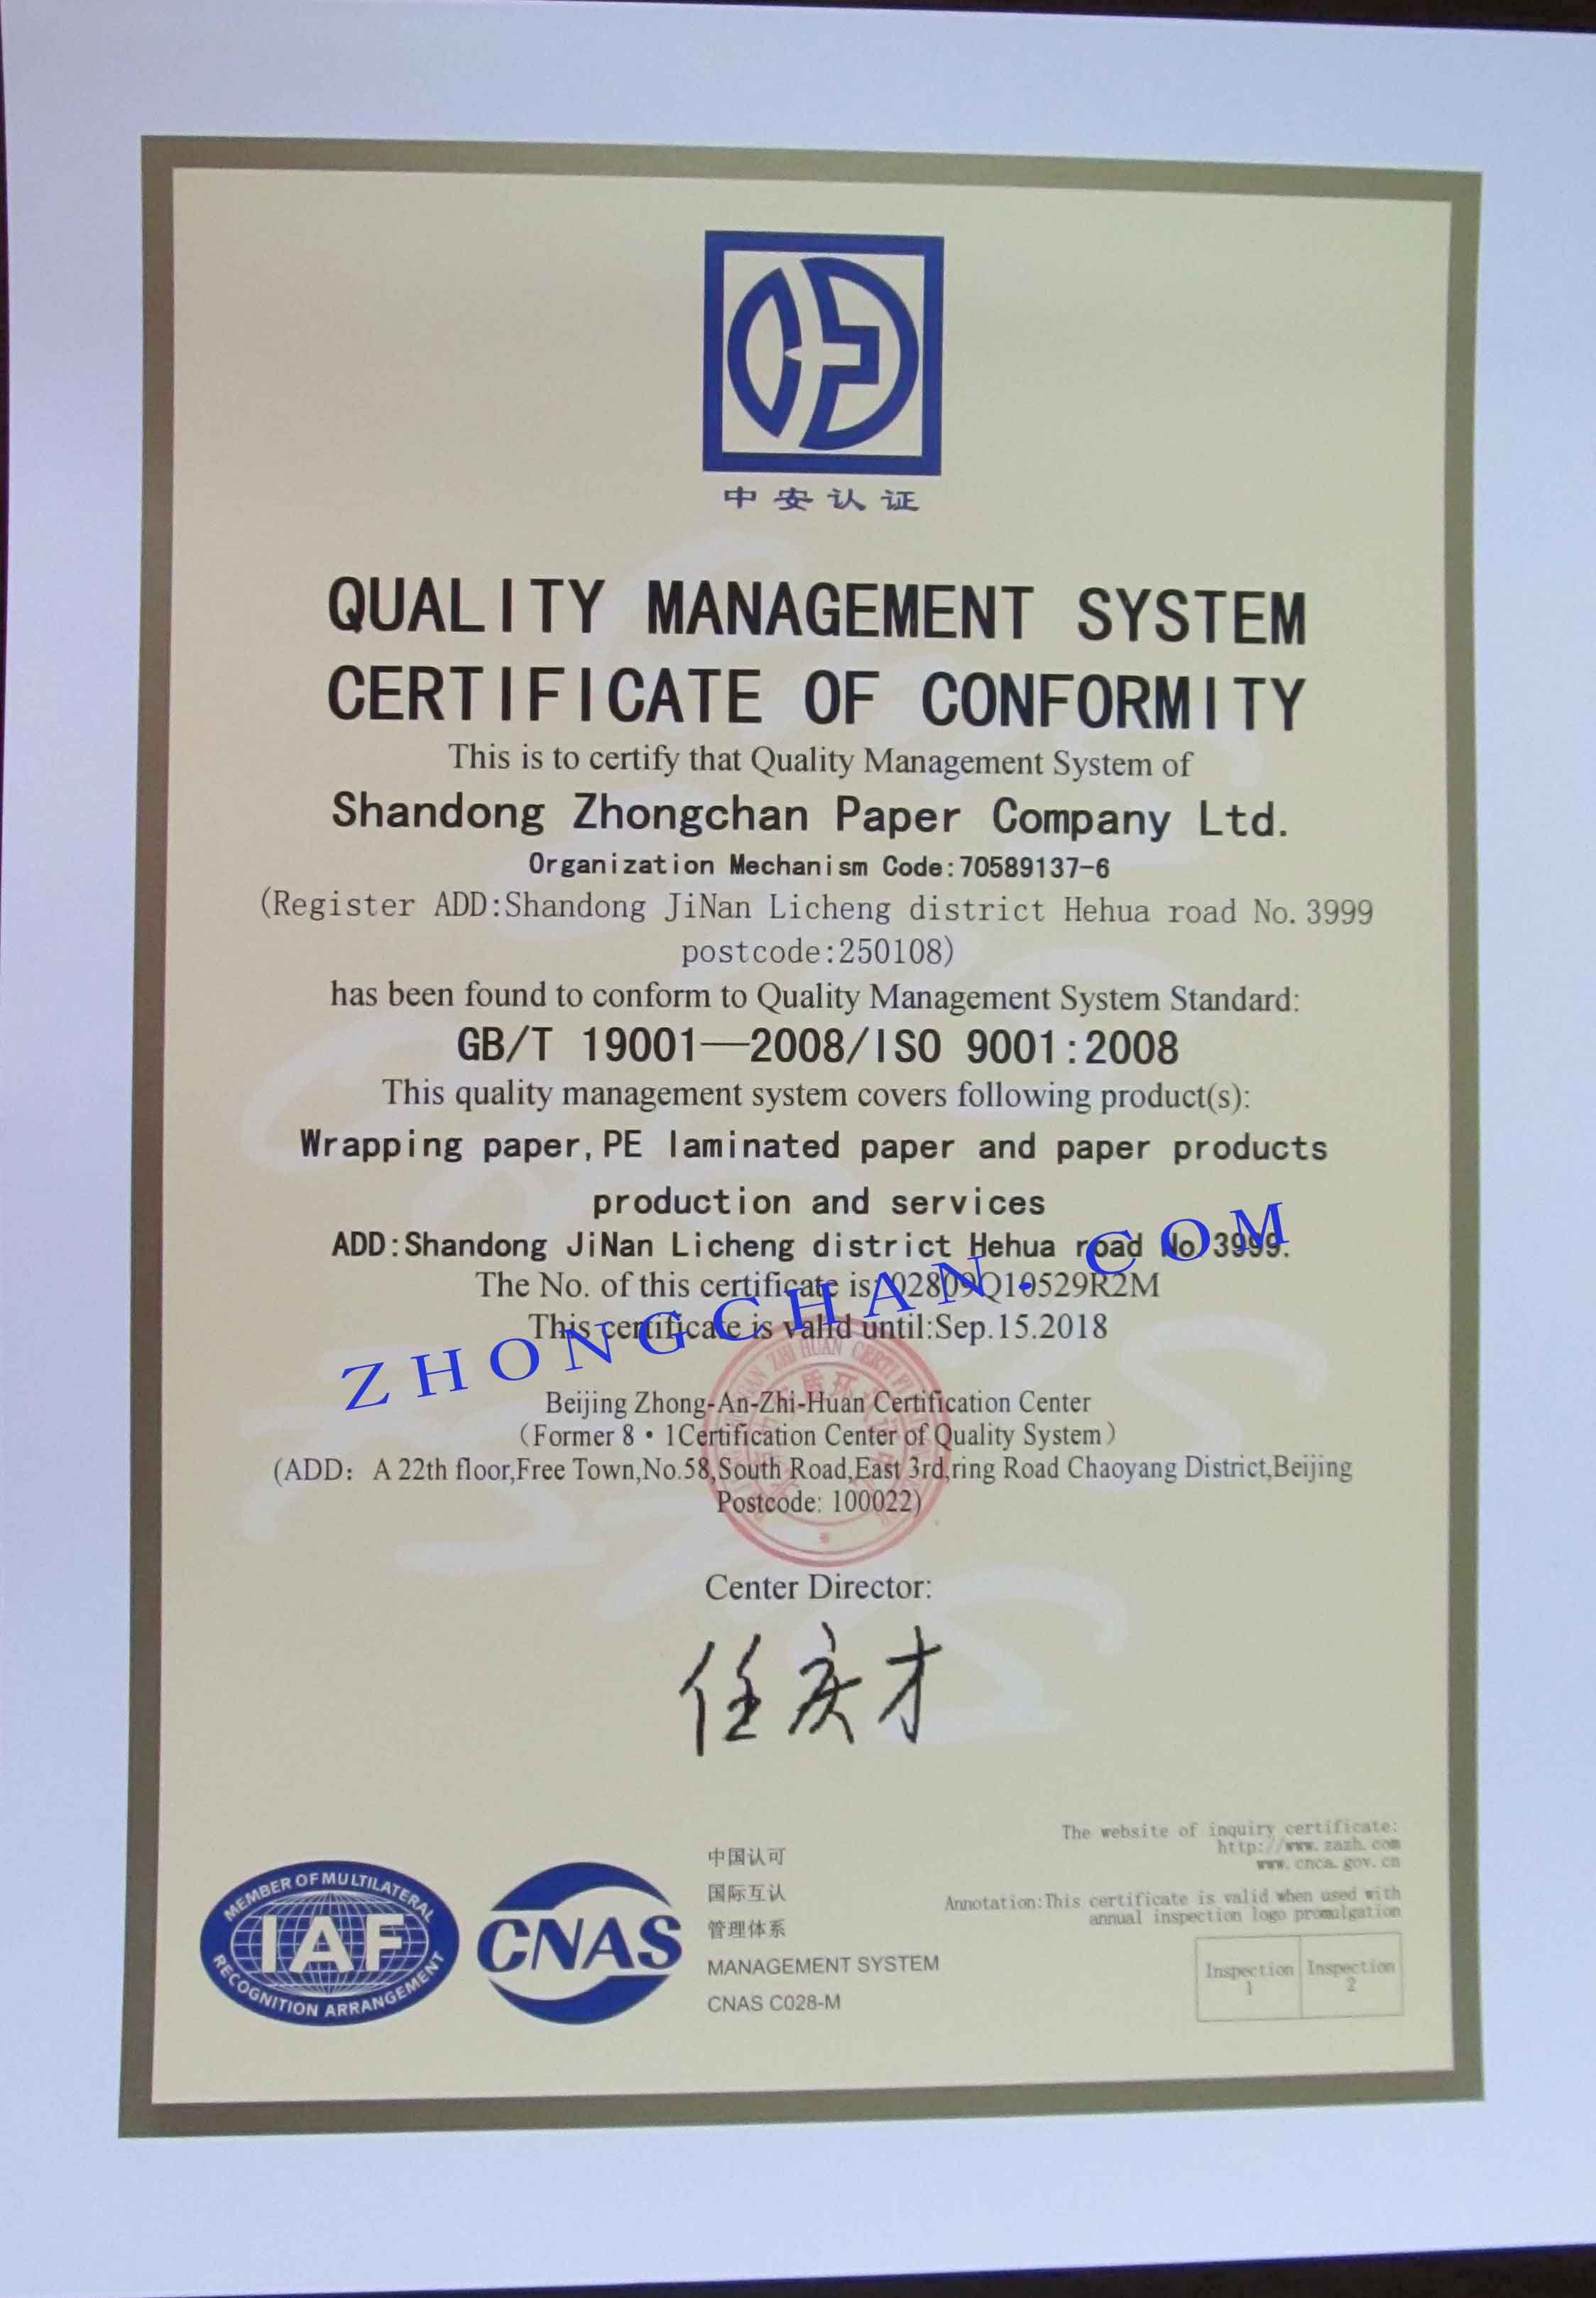 中安认证
QUALITY MANAGEMENT SYSTEM
CERTIFICATE OF CONFORMITY
This is to certify that Quality Management System of
Shandong Zhongchan Paper Company Ltd.
Organization Mechanism Code:70589137-6
(Register ADD:Shandong JiNan Licheng district Hehua road No.3999
postcode:250108)
has been found to conform to Quality Management System Standard:
GB/T 19001—2008/ISO 9001:2008
This quality management system covers following product(s):
Wrapping paper,PE laminated paper and paper products
production and services
ADD:Shandong JiNan Licheng district Hehua road No.3999.
The No. of this certificate is: 02809Q10529R2M
This certificate is valid until:Sep.15.2018
ZHONGCHAN.COM
Beijing Zhong-An-Zhi-Huan Certification Center
(Former 8·1Certification Center of Quality System)
(ADD: A 22th floor,Free Town,No.58,South Road,East 3rd,ring Road Chaoyang District,Beijing
Postcode: 100022)
Center Director:
任庆才
MEMBER OF MULTILATERAL
IAF
RECOGNITION ARRANGEMENT
CNAS
中国认可
国际互认
管理体系
MANAGEMENT SYSTEM
CNAS C028-M
The website of inquiry certificate:
http://www.zazh.com
www.cnca.gov.cn
Annotation:This certificate is valid when used with
annual inspection logo promulgation
Inspection 1
Inspection 2